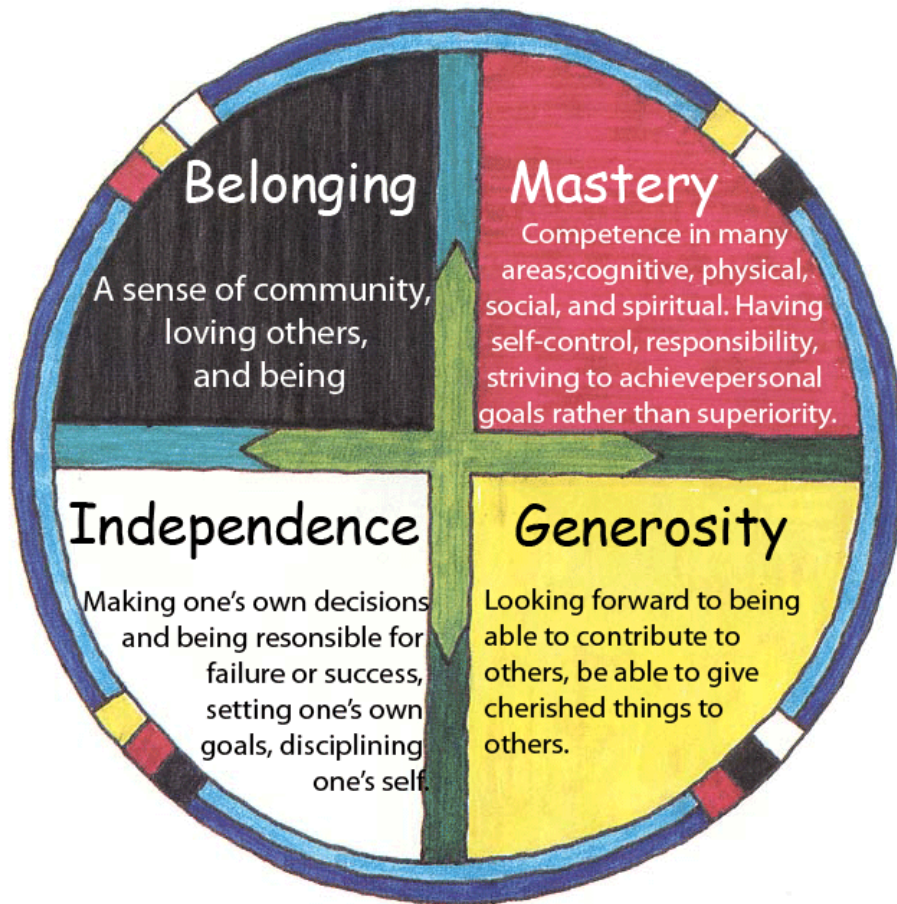 Belonging
A sense of community,
loving others,
and being
Mastery
Competence in many
areas;cognitive, physical,
social, and spiritual. Having
self-control, responsibility,
striving to achievepersonal
goals rather than superiority.
Independence
Making one’s own decisions
and being resonsible for
failure or success,
setting one’s own
goals, disciplining
one’s self.
Generosity
Looking forward to being
able to contribute to
others, be able to give
cherished things to
others.